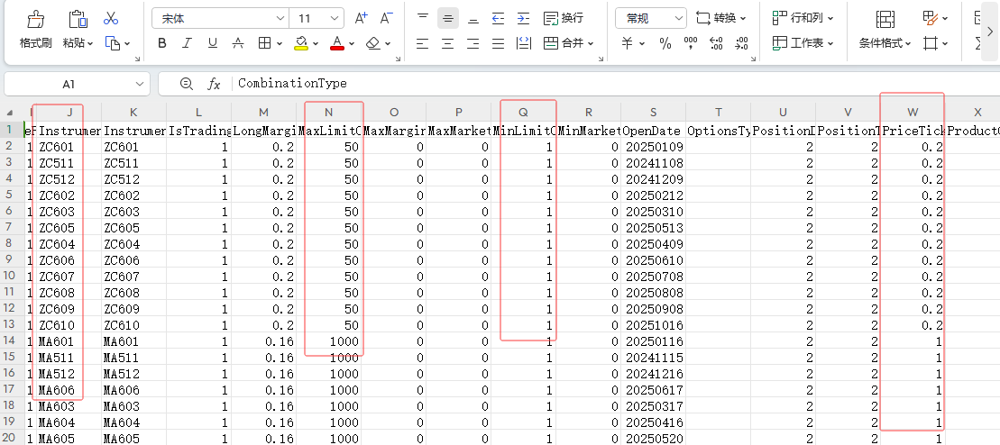 宋体 11 A⁺ A⁻ 换行 常规 转换 行和列
格式刷 粘贴 B I U A A 合并 ¥ % 条件格式 工作表
A1 fx CombinationType
J K L M N O P Q R S T U V W X
1 Instrumen Instrumen IsTrading LongMargi MaxLimitO MaxMargin MaxMarket MinLimitO MinMarket OpenDate OptionsTy PositionD PositionT PriceTick ProductC
2 1 ZC601 ZC601 1 0.2 50 0 0 1 0 20250109 2 2 0.2
3 1 ZC511 ZC511 1 0.2 50 0 0 1 0 20241108 2 2 0.2
4 1 ZC512 ZC512 1 0.2 50 0 0 1 0 20241209 2 2 0.2
5 1 ZC602 ZC602 1 0.2 50 0 0 1 0 20250212 2 2 0.2
6 1 ZC603 ZC603 1 0.2 50 0 0 1 0 20250310 2 2 0.2
7 1 ZC605 ZC605 1 0.2 50 0 0 1 0 20250513 2 2 0.2
8 1 ZC604 ZC604 1 0.2 50 0 0 1 0 20250409 2 2 0.2
9 1 ZC606 ZC606 1 0.2 50 0 0 1 0 20250610 2 2 0.2
10 1 ZC607 ZC607 1 0.2 50 0 0 1 0 20250708 2 2 0.2
11 1 ZC608 ZC608 1 0.2 50 0 0 1 0 20250808 2 2 0.2
12 1 ZC609 ZC609 1 0.2 50 0 0 1 0 20250908 2 2 0.2
13 1 ZC610 ZC610 1 0.2 50 0 0 1 0 20251016 2 2 0.2
14 1 MA601 MA601 1 0.16 1000 0 0 1 0 20250116 2 2 1
15 1 MA511 MA511 1 0.16 1000 0 0 1 0 20241115 2 2 1
16 1 MA512 MA512 1 0.16 1000 0 0 1 0 20241216 2 2 1
17 1 MA606 MA606 1 0.16 1000 0 0 1 0 20250617 2 2 1
18 1 MA603 MA603 1 0.16 1000 0 0 1 0 20250317 2 2 1
19 1 MA604 MA604 1 0.16 1000 0 0 1 0 20250416 2 2 1
20 1 MA605 MA605 1 0.16 1000 0 0 1 0 20250520 2 2 1